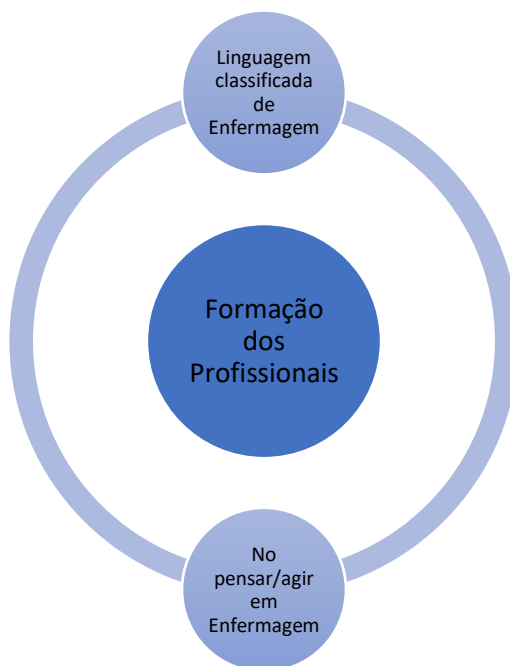 Linguagem
classificada
de
Enfermagem
Formação
dos
Profissionais
No
pensar/agir
em
Enfermagem